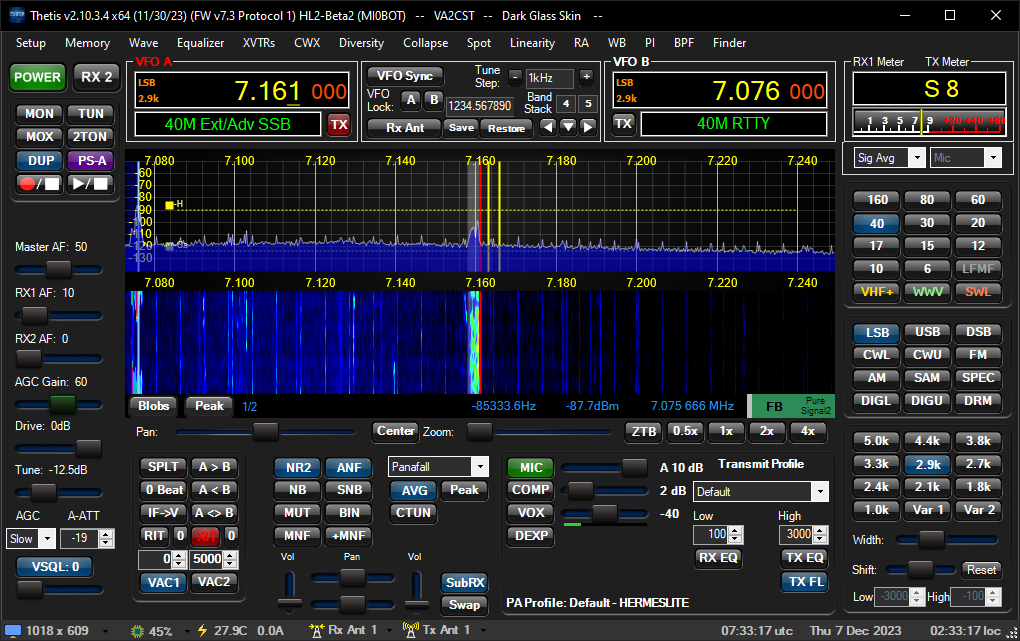 Thetis v2.10.3.4 x64 (11/30/23) (FW v7.3 Protocol 1) HL2-Beta2 (MI0BOT) -- VA2CST -- Dark Glass Skin --
Setup Memory Wave Equalizer XVTRs CWX Diversity Collapse Spot Linearity RA WB PI BPF Finder
POWER RX 2
MON TUN
MOX 2TON
DUP PS-A
VFO A
LSB
2.9k
7.161 000
40M Ext/Adv SSB TX
VFO Sync Tune Step: - 1kHz +
VFO Lock: A B 1234.567890 Band Stack 4 5
Rx Ant Save Restore
VFO B
LSB
2.9k
7.076 000
TX 40M RTTY
RX1 Meter TX Meter
S 8
1 3 5 7 9 +20 +40 +60
Sig Avg Mic
7.080 7.100 7.120 7.140 7.160 7.180 7.200 7.220 7.240
-60
-70
-80
-90
-100
-110
-120
-130
-H
7.080 7.100 7.120 7.140 7.160 7.180 7.200 7.220 7.240
Blobs Peak 1/2 -85333.6Hz -87.7dBm 7.075 666 MHz FB Pure Signal2
Pan: Center Zoom: ZTB 0.5x 1x 2x 4x
Master AF: 50
RX1 AF: 10
RX2 AF: 0
AGC Gain: 60
Drive: 0dB
Tune: -12.5dB
AGC A-ATT
Slow -19
VSQL: 0
SPLT A > B
0 Beat A < B
IF->V A <> B
RIT 0 XIT 0
0 5000
VAC1 VAC2
NR2 ANF
NB SNB
MUT BIN
MNF +MNF
Panafall
AVG Peak
CTUN
Vol Pan Vol
SubRX
Swap
MIC A 10 dB Transmit Profile
COMP 2 dB Default
VOX -40 Low High
100 3000
DEXP RX EQ TX EQ
TX FL
PA Profile: Default - HERMESLITE
160 80 60
40 30 20
17 15 12
10 6 LFMF
VHF+ WWV SWL
LSB USB DSB
CWL CWU FM
AM SAM SPEC
DIGL DIGU DRM
5.0k 4.4k 3.8k
3.3k 2.9k 2.7k
2.4k 2.1k 1.8k
1.0k Var 1 Var 2
Width:
Shift: Reset
Low -3000 High -100
1018 x 609 45% 27.9C 0.0A Rx Ant 1 Tx Ant 1 07:33:17 utc Thu 7 Dec 2023 02:33:17 loc